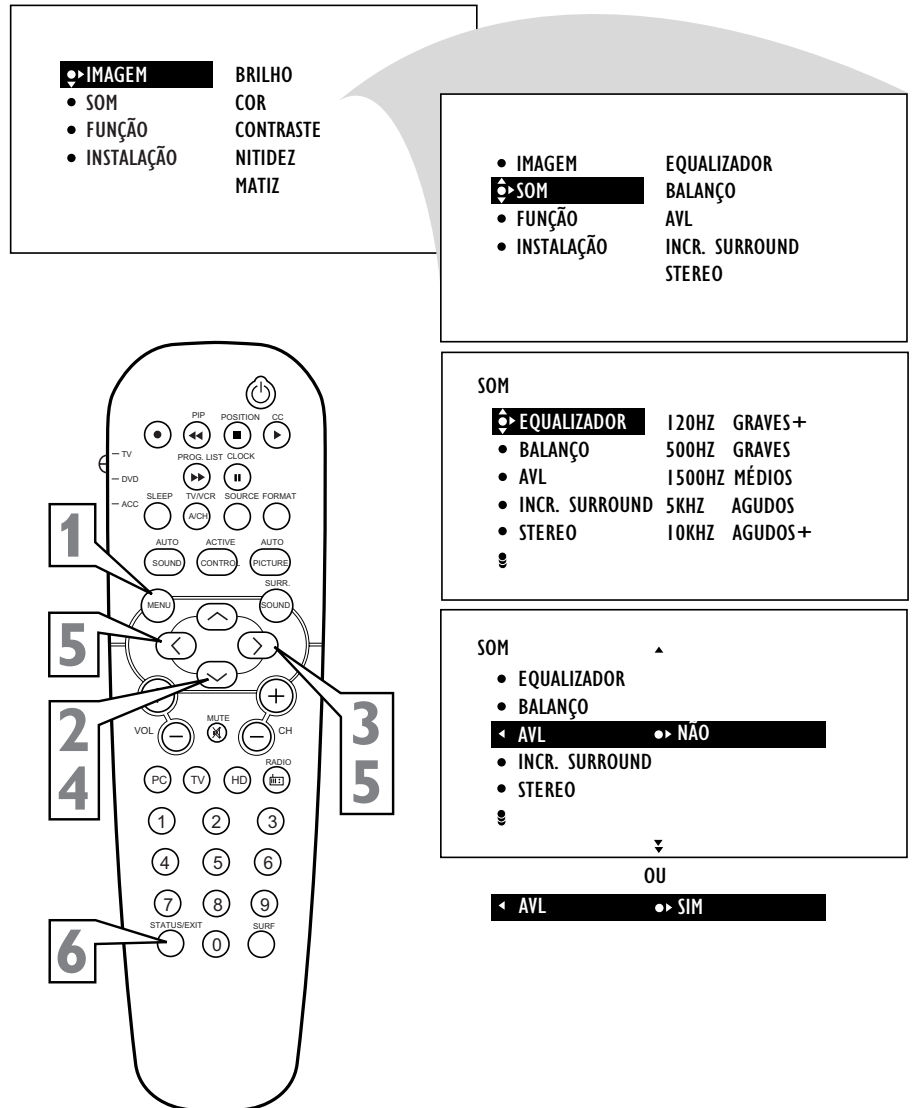 IMAGEM BRILHO
SOM COR
FUNÇÃO CONTRASTE
INSTALAÇÃO NITIDEZ
MATIZ
IMAGEM EQUALIZADOR
SOM BALANÇO
FUNÇÃO AVL
INSTALAÇÃO INCR. SURROUND
STEREO
SOM
EQUALIZADOR 120HZ GRAVES+
BALANÇO 500HZ GRAVES
AVL 1500HZ MÉDIOS
INCR. SURROUND 5KHZ AGUDOS
STEREO 10KHZ AGUDOS+
SOM
EQUALIZADOR
BALANÇO
AVL NÃO
INCR. SURROUND
STEREO
OU
AVL SIM
PIP POSITION CC
TV
PROG. LIST CLOCK
DVD
ACC
SLEEP TV/VCR SOURCE FORMAT
A/CH
AUTO ACTIVE AUTO
SOUND CONTROL PICTURE
SURR.
MENU SOUND
1
5
2
4
3
5
+
VOL − MUTE − CH
RADIO
PC TV HD
1 2 3
4 5 6
7 8 9
STATUS/EXIT SURF
0
6